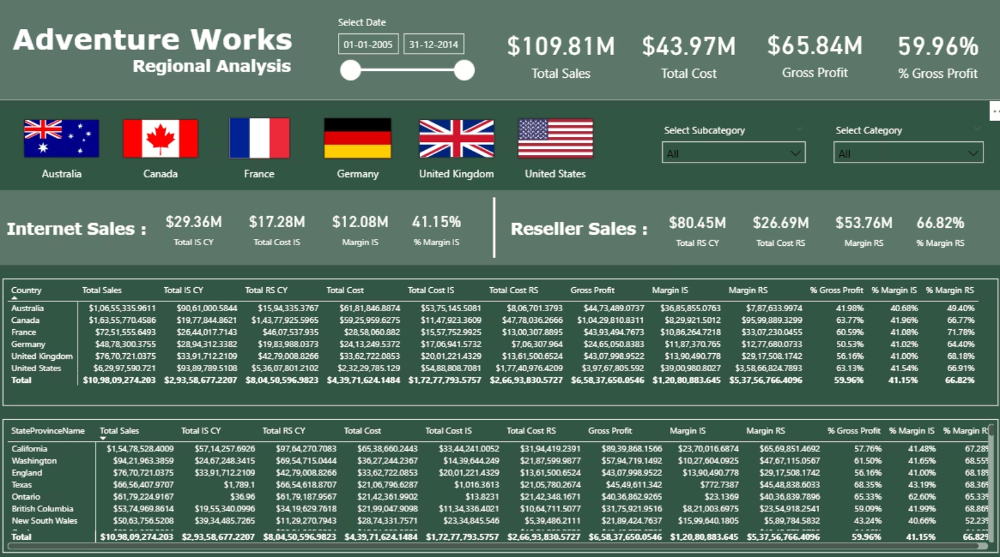 Adventure Works
Regional Analysis
Select Date
01-01-2005 31-12-2014
$109.81M $43.97M $65.84M 59.96%
Total Sales Total Cost Gross Profit % Gross Profit
Select Subcategory Select Category
All All
Australia Canada France Germany United Kingdom United States
Internet Sales :
$29.36M $17.28M $12.08M 41.15%
Total IS CY Total Cost IS Margin IS % Margin IS
Reseller Sales :
$80.45M $26.69M $53.76M 66.82%
Total RS CY Total Cost RS Margin RS % Margin RS
Country Total Sales Total IS CY Total RS CY Total Cost Total Cost IS Total Cost RS Gross Profit Margin IS Margin RS % Gross Profit % Margin IS % Margin RS
Australia $1,06,55,335.9611 $90,61,000.5844 $15,94,335.3767 $61,81,846.8874 $53,75,145.5081 $8,06,701.3793 $44,73,489.0737 $36,85,855.0763 $7,87,633.9974 41.98% 40.68% 49.40%
Canada $1,63,55,770.4586 $19,77,844.8621 $1,43,77,925.5965 $59,25,959.6275 $11,47,923.3609 $47,78,036.2666 $1,04,29,810.8311 $8,29,921.5012 $95,99,889.3299 63.77% 41.96% 66.77%
France $72,51,555.6493 $26,44,017.7143 $46,07,537.935 $28,58,060.882 $15,57,752.9925 $13,00,307.8895 $43,93,494.7673 $10,86,264.7218 $33,07,230.0455 60.59% 41.08% 71.78%
Germany $48,78,300.3755 $28,94,312.3382 $19,83,988.0373 $24,13,249.5372 $17,06,941.5732 $7,06,307.964 $24,65,050.8383 $11,87,370.765 $12,77,680.0733 50.53% 41.02% 64.40%
United Kingdom $76,70,721.0375 $33,91,712.2109 $42,79,008.8266 $33,62,722.0853 $20,01,221.4329 $13,61,500.6524 $43,07,998.9522 $13,90,490.778 $29,17,508.1742 56.16% 41.00% 68.18%
United States $6,29,97,590.721 $93,89,789.5108 $5,36,07,801.2102 $2,32,29,785.129 $54,88,808.7081 $1,77,40,976.4209 $3,97,67,805.592 $39,00,980.8027 $3,58,66,824.7893 63.13% 41.54% 66.91%
Total $10,98,09,274.203 $2,93,58,677.2207 $8,04,50,596.9823 $4,39,71,624.1484 $1,72,77,793.5757 $2,66,93,830.5727 $6,58,37,650.0546 $1,20,80,883.645 $5,37,56,766.4096 59.96% 41.15% 66.82%
StateProvinceName Total Sales Total IS CY Total RS CY Total Cost Total Cost IS Total Cost RS Gross Profit Margin IS Margin RS % Gross Profit % Margin IS % Margin RS
California $1,54,78,528.4009 $57,14,257.6926 $97,64,270.7083 $65,38,660.2443 $33,44,241.0052 $31,94,419.2391 $89,39,868.1566 $23,70,016.6874 $65,69,851.4692 57.76% 41.48% 67.28%
Washington $94,21,963.3859 $24,67,248.3415 $69,54,715.0444 $36,27,244.2367 $14,39,644.249 $21,87,599.9877 $57,94,719.1492 $10,27,604.0925 $47,67,115.0567 61.50% 41.65% 68.55%
England $76,70,721.0375 $33,91,712.2109 $42,79,008.8266 $33,62,722.0853 $20,01,221.4329 $13,61,500.6524 $43,07,998.9522 $13,90,490.778 $29,17,508.1742 56.16% 41.00% 68.18%
Texas $66,56,407.9707 $1,789.1 $66,54,618.8707 $21,06,796.6287 $1,016.3613 $21,05,780.2674 $45,49,611.342 $772.7387 $45,48,838.6033 68.35% 43.19% 68.36%
Ontario $61,79,224.9167 $36.96 $61,79,187.9567 $21,42,361.9902 $13.8231 $21,42,348.1671 $40,36,862.9265 $23.1369 $40,36,839.7896 65.33% 62.60% 65.33%
British Columbia $53,74,969.8614 $19,55,340.0996 $34,19,629.7618 $21,99,047.9098 $11,34,336.4021 $10,64,711.5077 $31,75,921.9516 $8,21,003.6975 $23,54,918.2541 59.09% 41.99% 68.86%
New South Wales $50,63,756.5208 $39,34,485.7265 $11,29,270.7943 $28,74,331.7571 $23,34,845.546 $5,39,486.2111 $21,89,424.7637 $15,99,640.1805 $5,89,784.5832 43.24% 40.66% 52.23%
Total $10,98,09,274.203 $2,93,58,677.2207 $8,04,50,596.9823 $4,39,71,624.1484 $1,72,77,793.5757 $2,66,93,830.5727 $6,58,37,650.0546 $1,20,80,883.645 $5,37,56,766.4096 59.96% 41.15% 66.82%